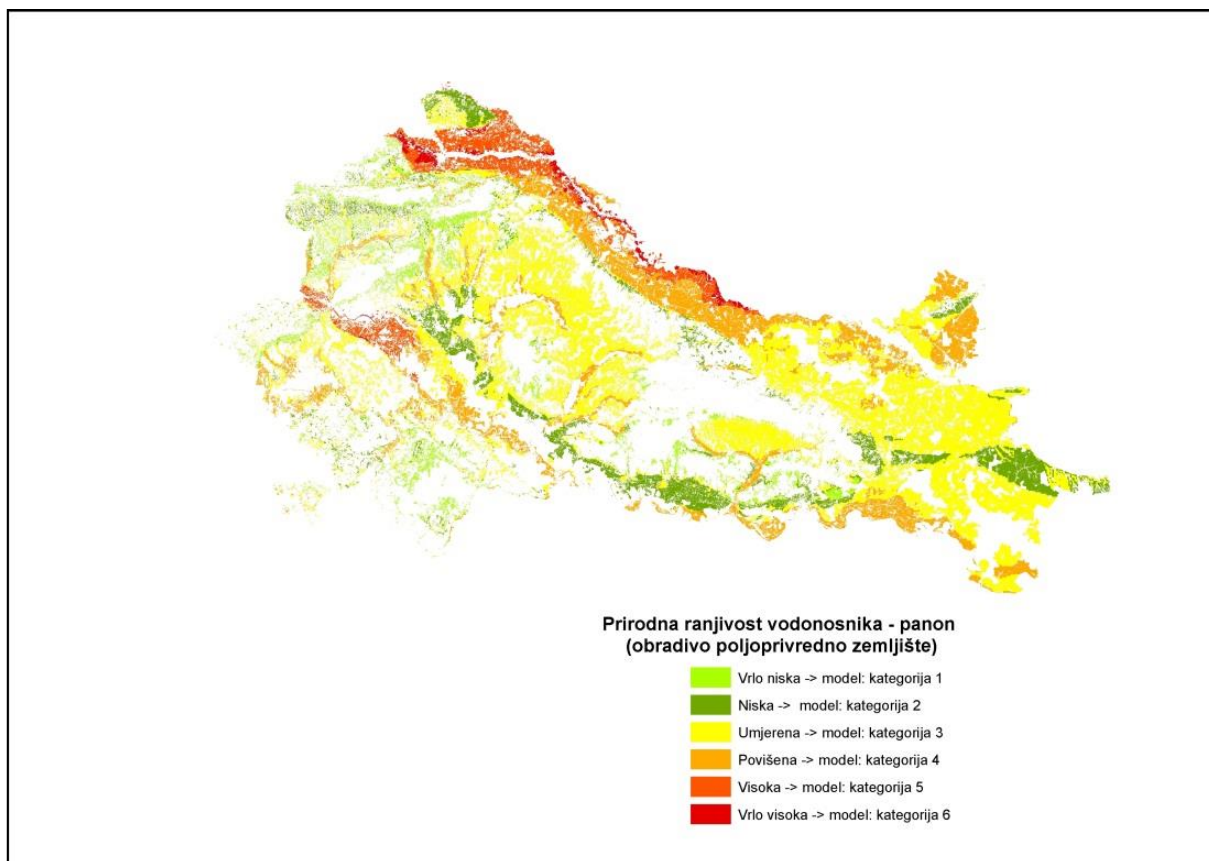 Prirodna ranjivost vodonosnika - panon
(obradivo poljoprivredno zemljište)
Vrlo niska -> model: kategorija 1
Niska -> model: kategorija 2
Umjerena -> model: kategorija 3
Povišena -> model: kategorija 4
Visoka -> model: kategorija 5
Vrlo visoka -> model: kategorija 6